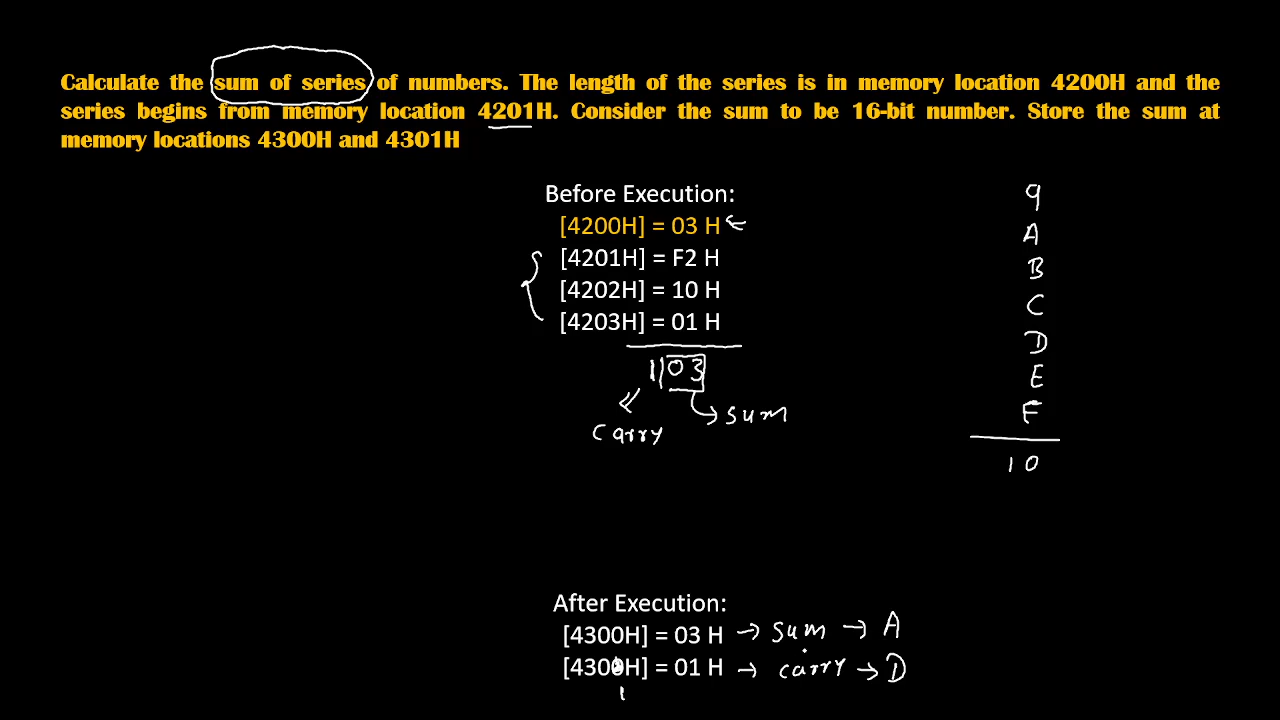 Calculate the sum of series of numbers. The length of the series is in memory location 4200H and the
series begins from memory location 4201H. Consider the sum to be 16-bit number. Store the sum at
memory locations 4300H and 4301H
Before Execution:
[4200H] = 03 H
[4201H] = F2 H
[4202H] = 10 H
[4203H] = 01 H
1 03
carry
sum
9
A
B
C
D
E
F
10
After Execution:
[4300H] = 03 H → sum → A
[4300H] = 01 H → carry → D
1